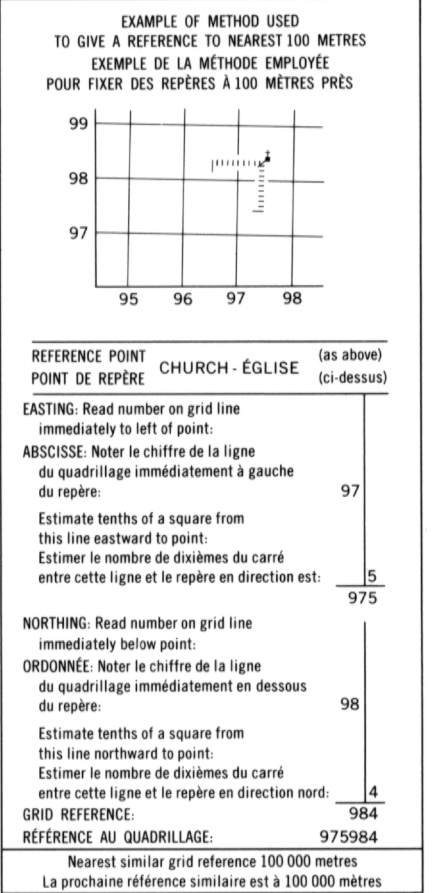 EXAMPLE OF METHOD USED
TO GIVE A REFERENCE TO NEAREST 100 METRES
EXEMPLE DE LA MÉTHODE EMPLOYÉE
POUR FIXER DES REPÈRES À 100 MÈTRES PRÈS
99
98
97
95 96 97 98
REFERENCE POINT
POINT DE REPÈRE
CHURCH - ÉGLISE
(as above)
(ci-dessus)
EASTING: Read number on grid line
immediately to left of point:
ABSCISSE: Noter le chiffre de la ligne
du quadrillage immédiatement à gauche
du repère: 97
Estimate tenths of a square from
this line eastward to point:
Estimer le nombre de dixièmes du carré
entre cette ligne et le repère en direction est: 5
975
NORTHING: Read number on grid line
immediately below point:
ORDONNÉE: Noter le chiffre de la ligne
du quadrillage immédiatement en dessous
du repère: 98
Estimate tenths of a square from
this line northward to point:
Estimer le nombre de dixièmes du carré
entre cette ligne et le repère en direction nord: 4
GRID REFERENCE: 984
RÉFÉRENCE AU QUADRILLAGE: 975984
Nearest similar grid reference 100 000 metres
La prochaine référence similaire est à 100 000 mètres